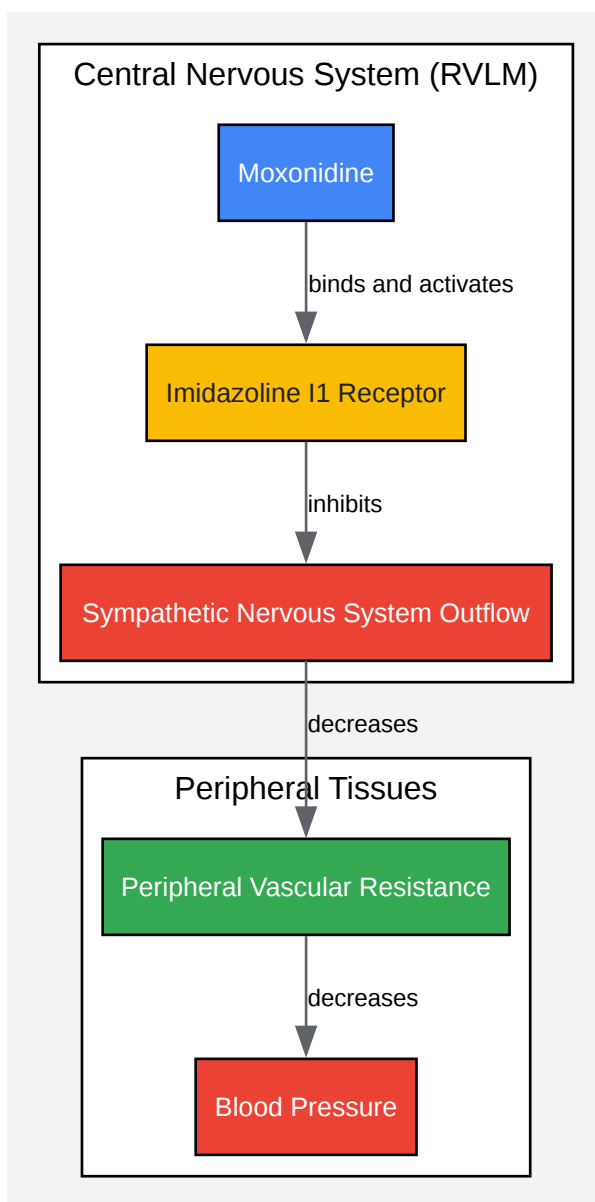 Central Nervous System (RVLM)
Moxonidine
binds and activates
Imidazoline I1 Receptor
inhibits
Sympathetic Nervous System Outflow
decreases
Peripheral Tissues
Peripheral Vascular Resistance
decreases
Blood Pressure